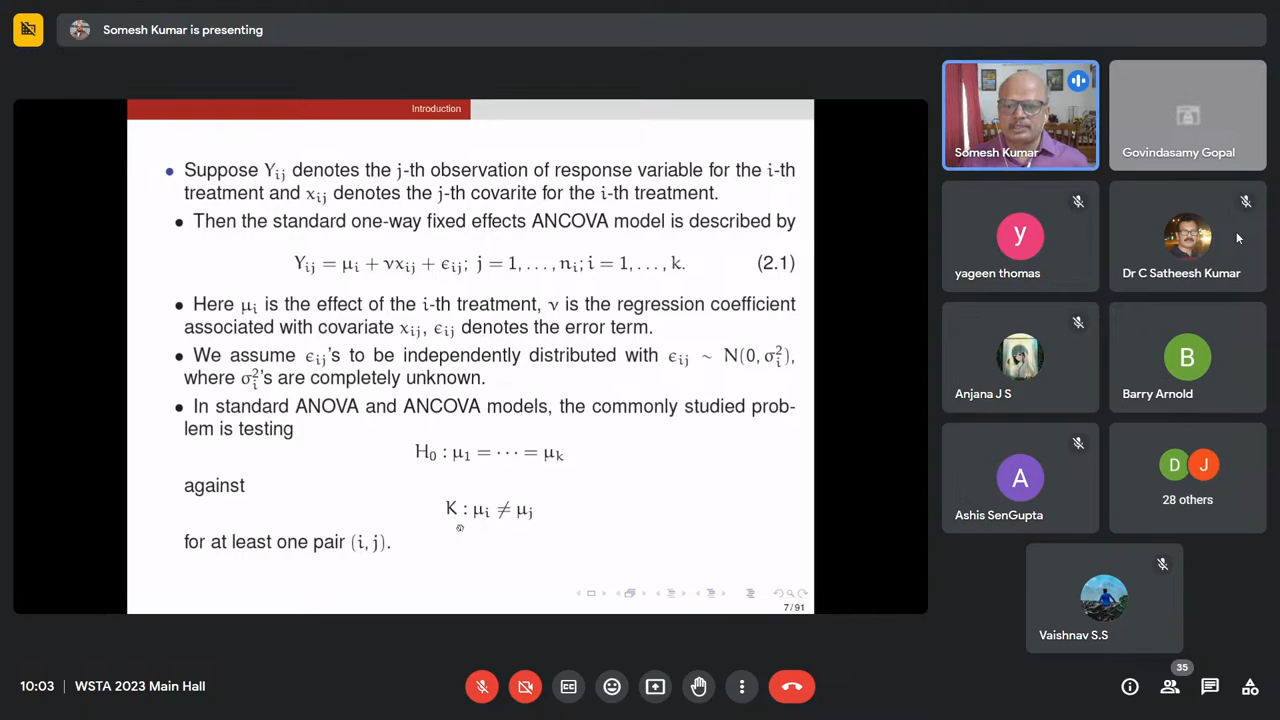 Somesh Kumar is presenting
Introduction
Suppose Yij denotes the j-th observation of response variable for the i-th
treatment and xij denotes the j-th covarite for the i-th treatment.
Then the standard one-way fixed effects ANCOVA model is described by
Yij = μi + νxij + ϵij; j = 1, . . . , ni; i = 1, . . . , k. (2.1)
Here μi is the effect of the i-th treatment, ν is the regression coefficient
associated with covariate xij, ϵij denotes the error term.
We assume ϵij's to be independently distributed with ϵij ~ N(0, σi²),
where σi²'s are completely unknown.
In standard ANOVA and ANCOVA models, the commonly studied prob-
lem is testing
H0 : μ1 = ··· = μk
against
K : μi ≠ μj
for at least one pair (i, j).
7 / 91
Somesh Kumar
Govindasamy Gopal
y
yageen thomas
Dr C Satheesh Kumar
Anjana J S
B
Barry Arnold
A
Ashis SenGupta
D J
28 others
Vaishnav S.S
10:03 | WSTA 2023 Main Hall
35